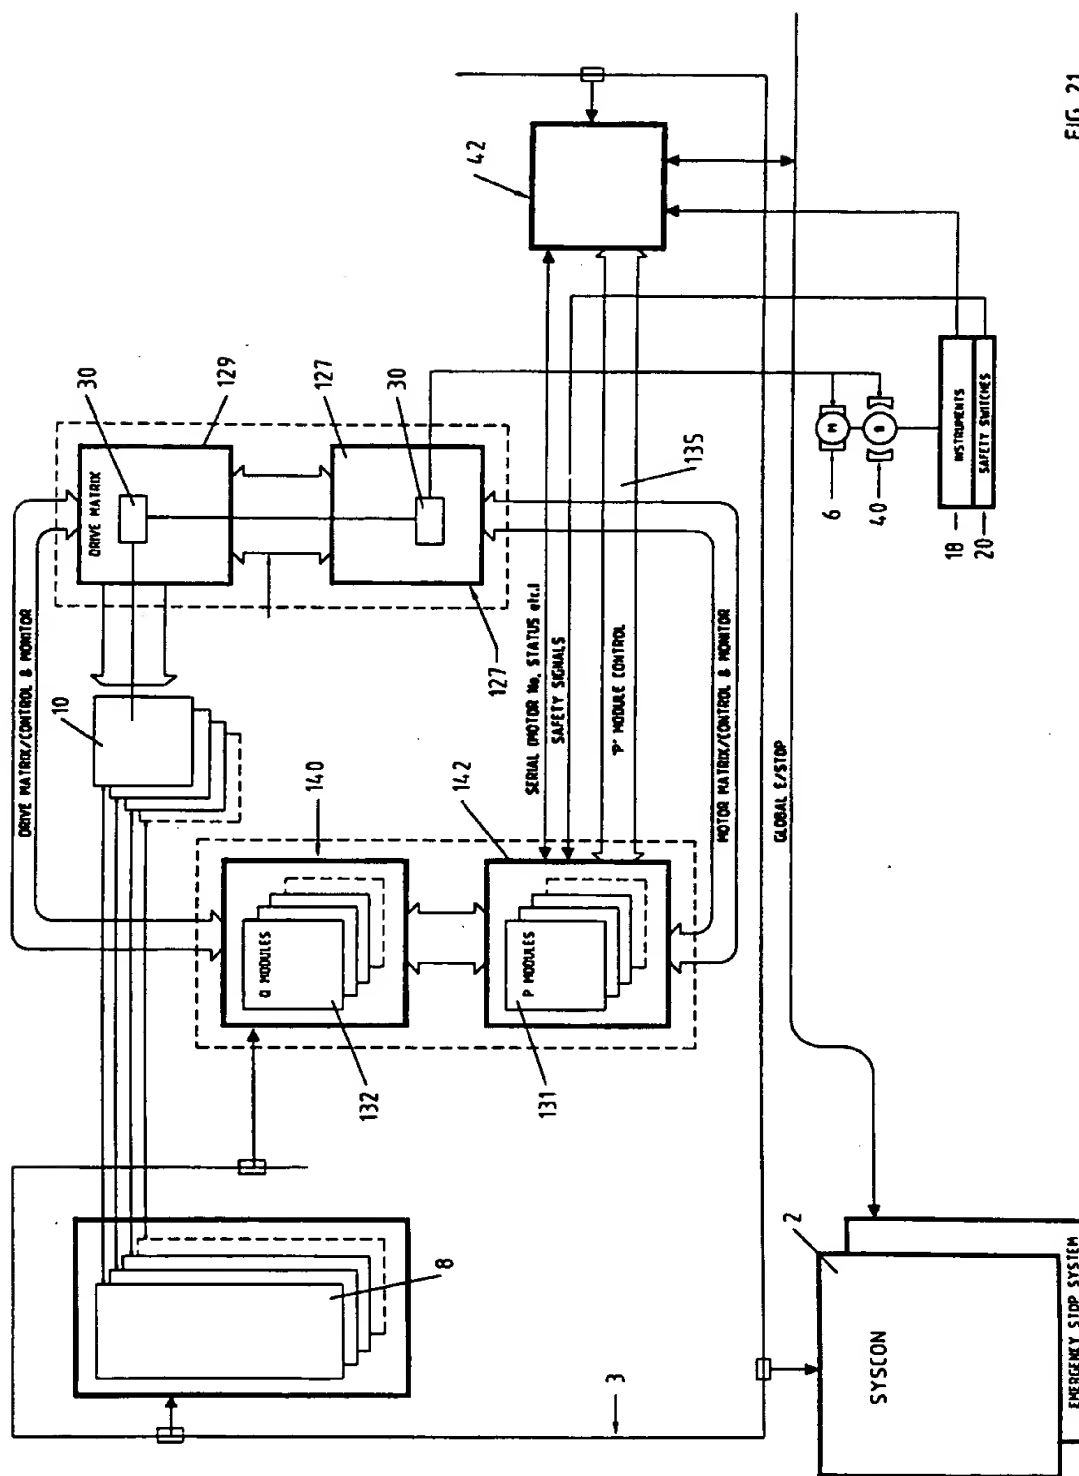 FIG. 21
42
30
129
DRIVE MATRIX
127
30
127
DRIVE MATRIX/CONTROL & MONITOR
10
SERIAL (MOTOR No, STATUS etc.)
SAFETY SIGNALS
'P' MODULE CONTROL
135
MOTOR MATRIX/CONTROL & MONITOR
GLOBAL E/STOP
M
B
6
40
INSTRUMENTS
SAFETY SWITCHES
18
20
140
Q MODULES
132
142
P MODULES
131
8
3
2
SYSCON
EMERGENCY STOP SYSTEM